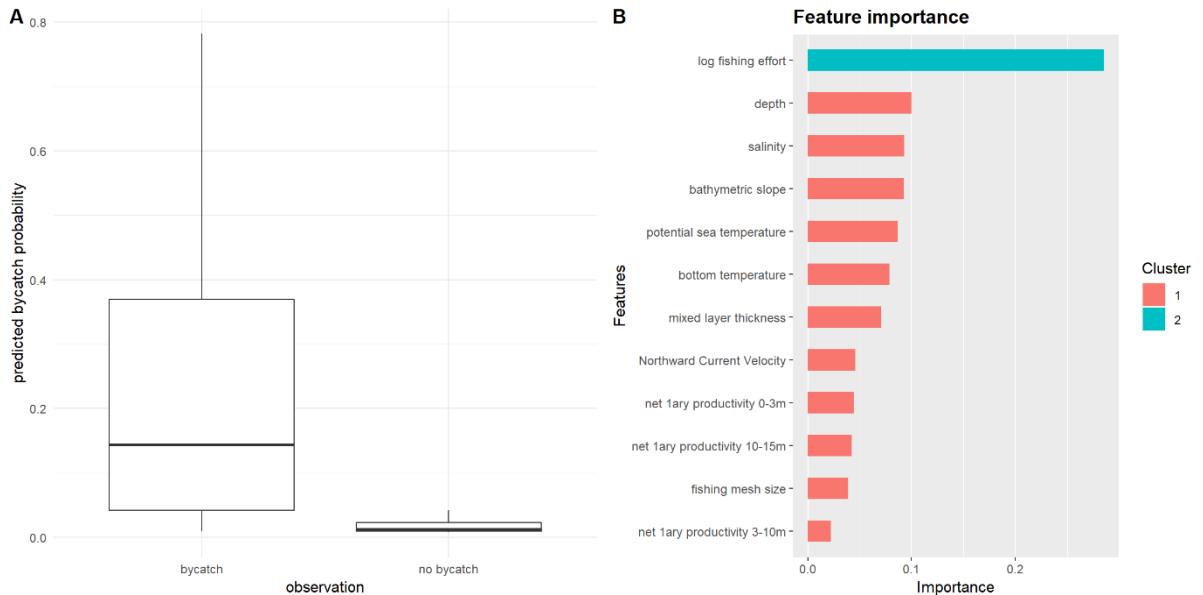 A
0.8
0.6
0.4
0.2
0.0
predicted bycatch probability
bycatch
no bycatch
observation
B
Feature importance
log fishing effort
depth
salinity
bathymetric slope
potential sea temperature
bottom temperature
mixed layer thickness
Northward Current Velocity
net 1ary productivity 0-3m
net 1ary productivity 10-15m
fishing mesh size
net 1ary productivity 3-10m
Features
0.0
0.1
0.2
Importance
Cluster
1
2